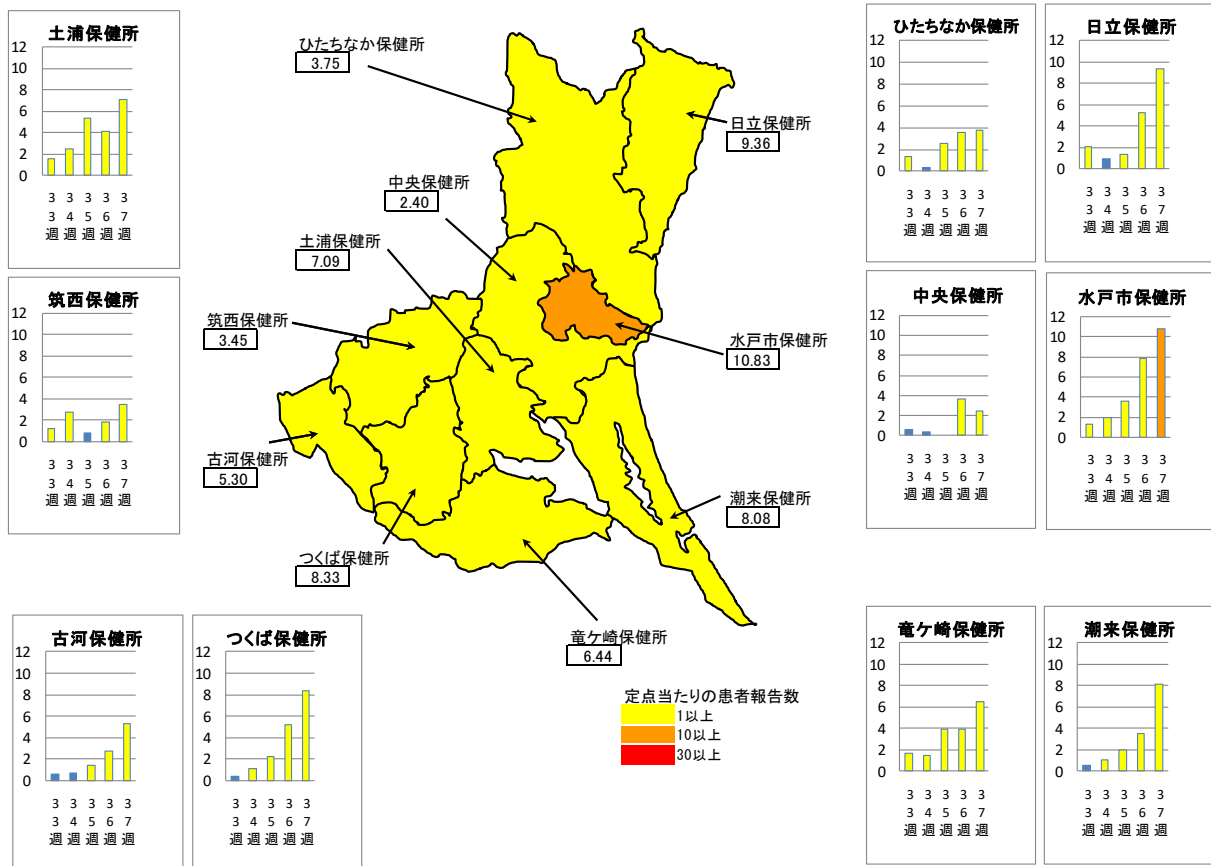 土浦保健所
12
10
8
6
4
2
0
33週
34週
35週
36週
37週
筑西保健所
12
10
8
6
4
2
0
33週
34週
35週
36週
37週
古河保健所
12
10
8
6
4
2
0
33週
34週
35週
36週
37週
つくば保健所
12
10
8
6
4
2
0
33週
34週
35週
36週
37週
ひたちなか保健所
3.75
日立保健所
9.36
中央保健所
2.40
土浦保健所
7.09
筑西保健所
3.45
水戸市保健所
10.83
古河保健所
5.30
潮来保健所
8.08
つくば保健所
8.33
竜ケ崎保健所
6.44
定点当たりの患者報告数
1以上
10以上
30以上
ひたちなか保健所
12
10
8
6
4
2
0
33週
34週
35週
36週
37週
日立保健所
12
10
8
6
4
2
0
33週
34週
35週
36週
37週
中央保健所
12
10
8
6
4
2
0
33週
34週
35週
36週
37週
水戸市保健所
12
10
8
6
4
2
0
33週
34週
35週
36週
37週
竜ケ崎保健所
12
10
8
6
4
2
0
33週
34週
35週
36週
37週
潮来保健所
12
10
8
6
4
2
0
33週
34週
35週
36週
37週